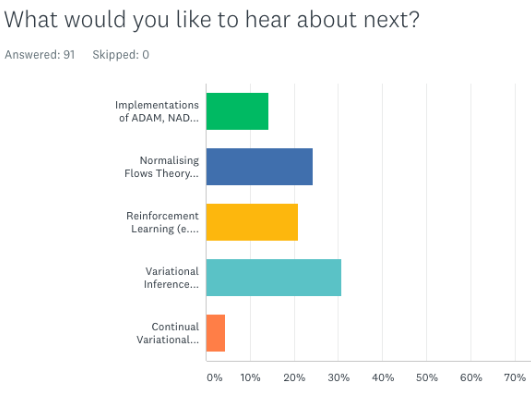 What would you like to hear about next?
Answered: 91 Skipped: 0
Implementations
of ADAM, NAD...
Normalising
Flows Theory...
Reinforcement
Learning (e....
Variational
Inference...
Continual
Variational...
0% 10% 20% 30% 40% 50% 60% 70%